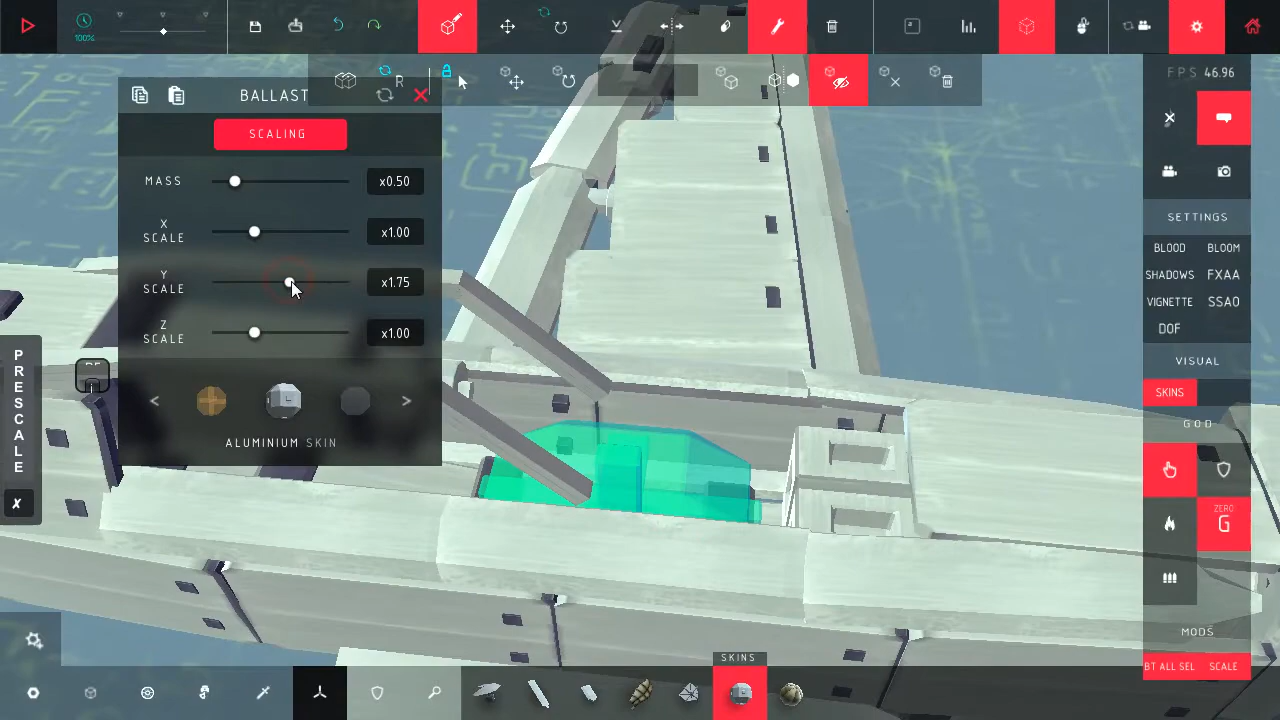 100%
R
FPS 46.96
BALLAST
SCALING
MASS
x0.50
X
SCALE
x1.00
Y
SCALE
x1.75
Z
SCALE
x1.00
<
>
ALUMINIUM SKIN
PRESCALE
✗
SETTINGS
BLOOD BLOOM
SHADOWS FXAA
VIGNETTE SSAO
DOF
VISUAL
SKINS
GOD
ZERO
G
MODS
BT ALL SEL SCALE
SKINS